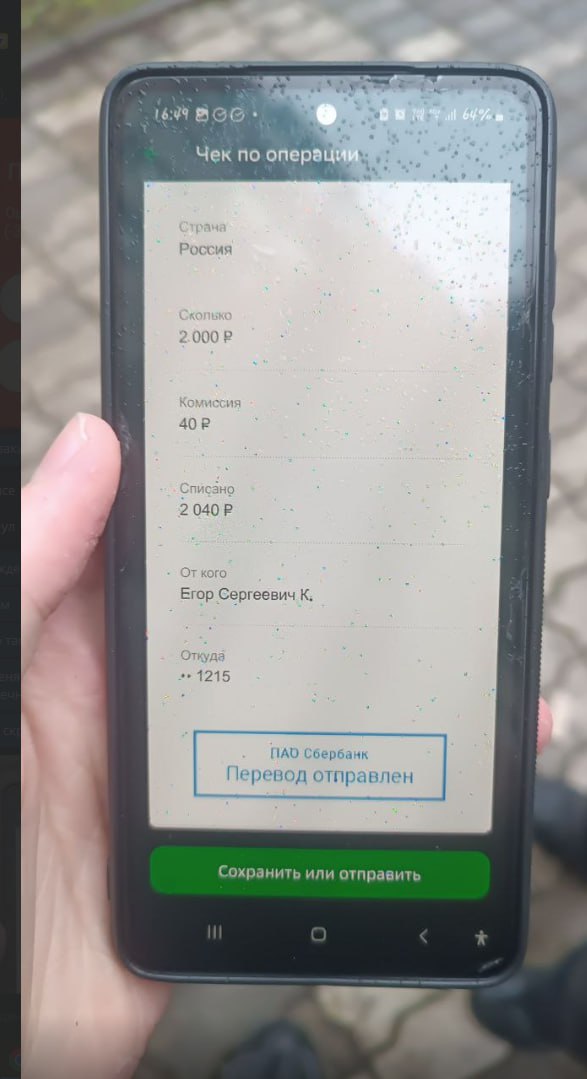 16:49
64%
Чек по операции
Страна
Россия
Сколько
2 000 ₽
Комиссия
40 ₽
Списано
2 040 ₽
От кого
Егор Сергеевич К.
Откуда
•• 1215
ПАО Сбербанк
Перевод отправлен
Сохранить или отправить